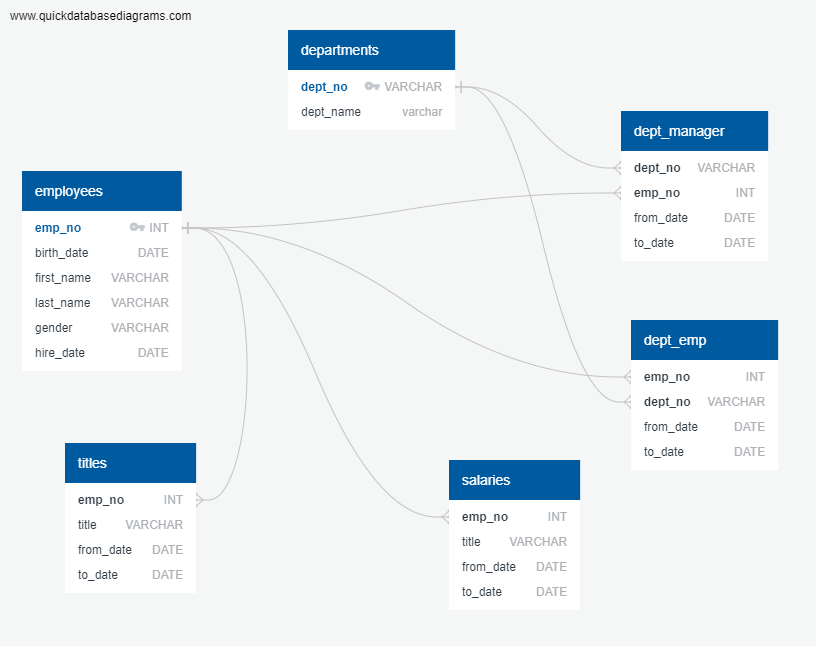 www.quickdatabasediagrams.com
departments
dept_no VARCHAR
dept_name varchar
dept_manager
dept_no VARCHAR
emp_no INT
from_date DATE
to_date DATE
employees
emp_no INT
birth_date DATE
first_name VARCHAR
last_name VARCHAR
gender VARCHAR
hire_date DATE
dept_emp
emp_no INT
dept_no VARCHAR
from_date DATE
to_date DATE
titles
emp_no INT
title VARCHAR
from_date DATE
to_date DATE
salaries
emp_no INT
title VARCHAR
from_date DATE
to_date DATE